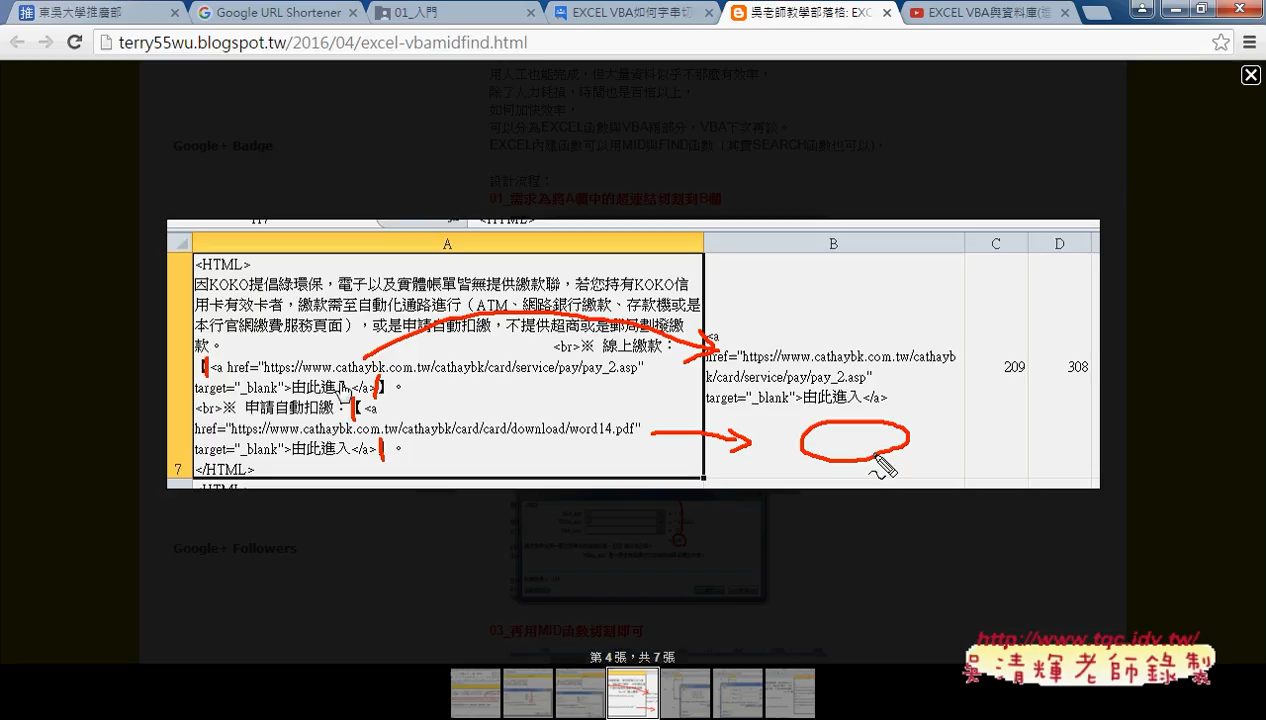 東吳大學推廣部
Google URL Shortener
01_入門
EXCEL VBA如何字串切
吳老師教學部落格: EXC
EXCEL VBA與資料庫(進
terry55wu.blogspot.tw/2016/04/excel-vbamidfind.html
用人工也能完成，但大量資料似乎不那麼有效率，
除了人力耗損，時間也是百倍以上，
如何加快效率，
可以分為EXCEL函數與VBA兩部分，VBA下次再談。
Google+ Badge
EXCEL內建函數可以用MID與FIND函數（其實SEARCH函數也可以)，
設計流程：
01_需求為將A欄中的超連結切割到B欄
<HTML>
A
B
C
D
<HTML>
因KOKO提倡綠環保，電子以及實體帳單皆無提供繳款聯，若您持有KOKO信
用卡有效卡者，繳款需至自動化通路進行（ATM、網路銀行繳款、存款機或是
本行官網繳費服務頁面），或是申請自動扣繳，不提供超商或是郵局劃撥繳
款。 <br>※ 線上繳款：
【<a href="https://www.cathaybk.com.tw/cathaybk/card/service/pay/pay_2.asp"
target="_blank">由此進入</a>】。
<br>※ 申請自動扣繳：【<a
href="https://www.cathaybk.com.tw/cathaybk/card/card/download/word14.pdf"
target="_blank">由此進入</a>】。
</HTML>
7
<a
href="https://www.cathaybk.com.tw/cathayb
k/card/service/pay/pay_2.asp"
target="_blank">由此進入</a>
209
308
<HTML>
Google+ Followers
03_再用MID函數切割即可
第 4 張，共 7 張
http://www.tqc.idv.tw/
吳清輝老師錄製